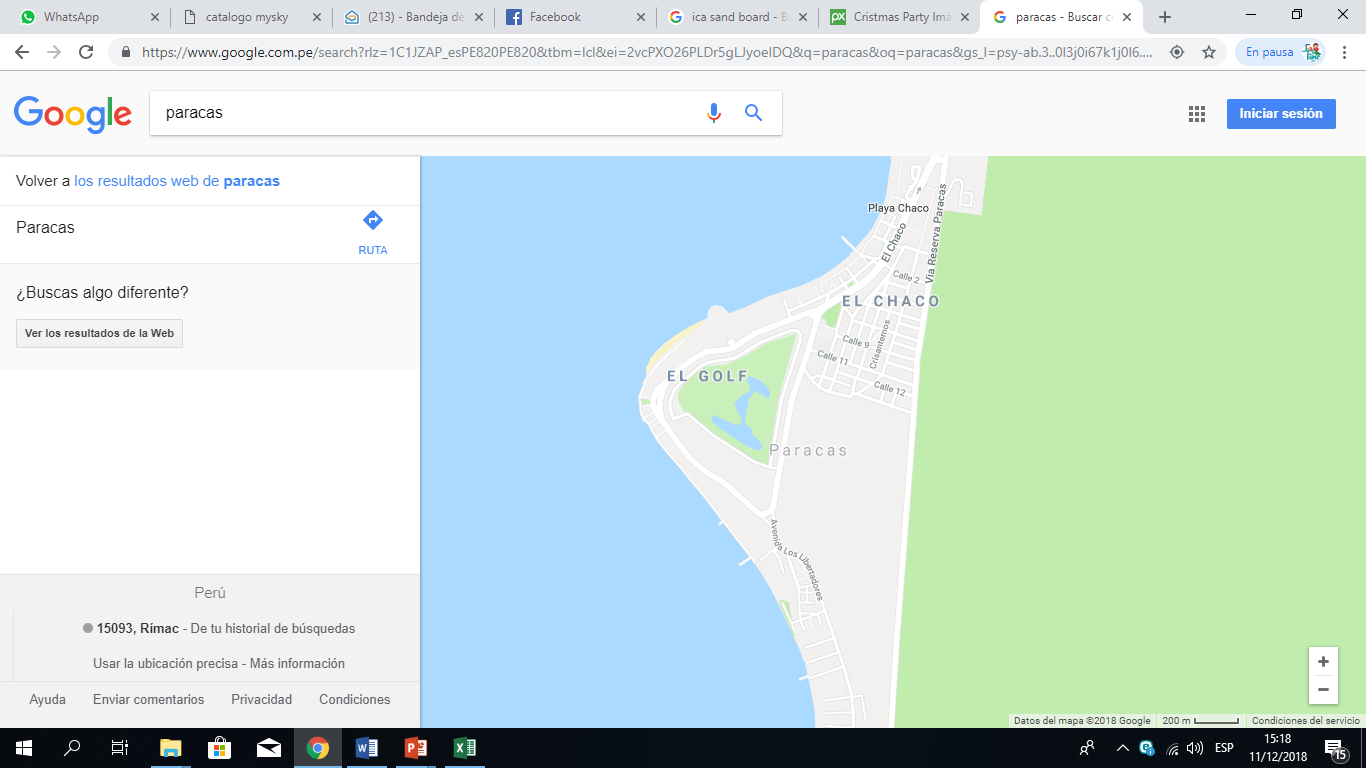 WhatsApp
catalogo mysky
(213) - Bandeja de
Facebook
ica sand board - B
Cristmas Party Imá
paracas - Buscar c
https://www.google.com.pe/search?rlz=1C1JZAP_esPE820PE820&tbm=lcl&ei=2vcPXO26PLDr5gLJyoeIDQ&q=paracas&oq=paracas&gs_l=psy-ab.3..0l3j0i67k1j0l6....
En pausa
Google
paracas
Iniciar sesión
Volver a los resultados web de paracas
Paracas
RUTA
¿Buscas algo diferente?
Ver los resultados de la Web
Perú
15093, Rímac - De tu historial de búsquedas
Usar la ubicación precisa - Más información
Ayuda
Enviar comentarios
Privacidad
Condiciones
Playa Chaco
El Chaco
Vía Reserva Paracas
Calle 2
EL CHACO
Calle 9
Crisantemos
Calle 11
Calle 12
EL GOLF
Paracas
Avenida Los Libertadores
+
−
Datos del mapa ©2018 Google
200 m
Condiciones del servicio
ESP
15:18
11/12/2018
15